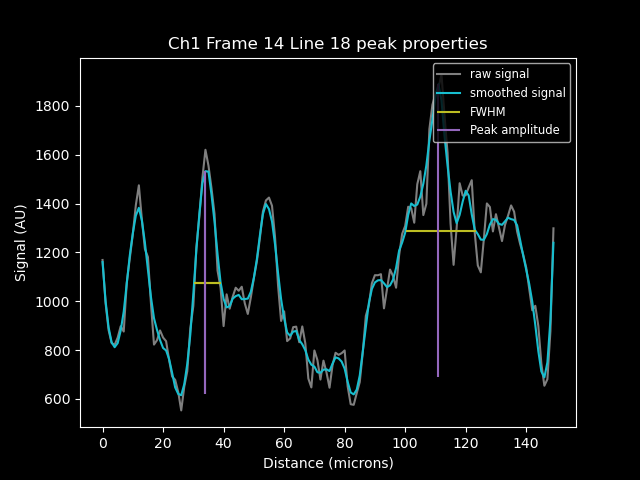 Ch1 Frame 14 Line 18 peak properties
raw signal
smoothed signal
FWHM
Peak amplitude
Signal (AU)
1800
1600
1400
1200
1000
800
600
0 20 40 60 80 100 120 140
Distance (microns)